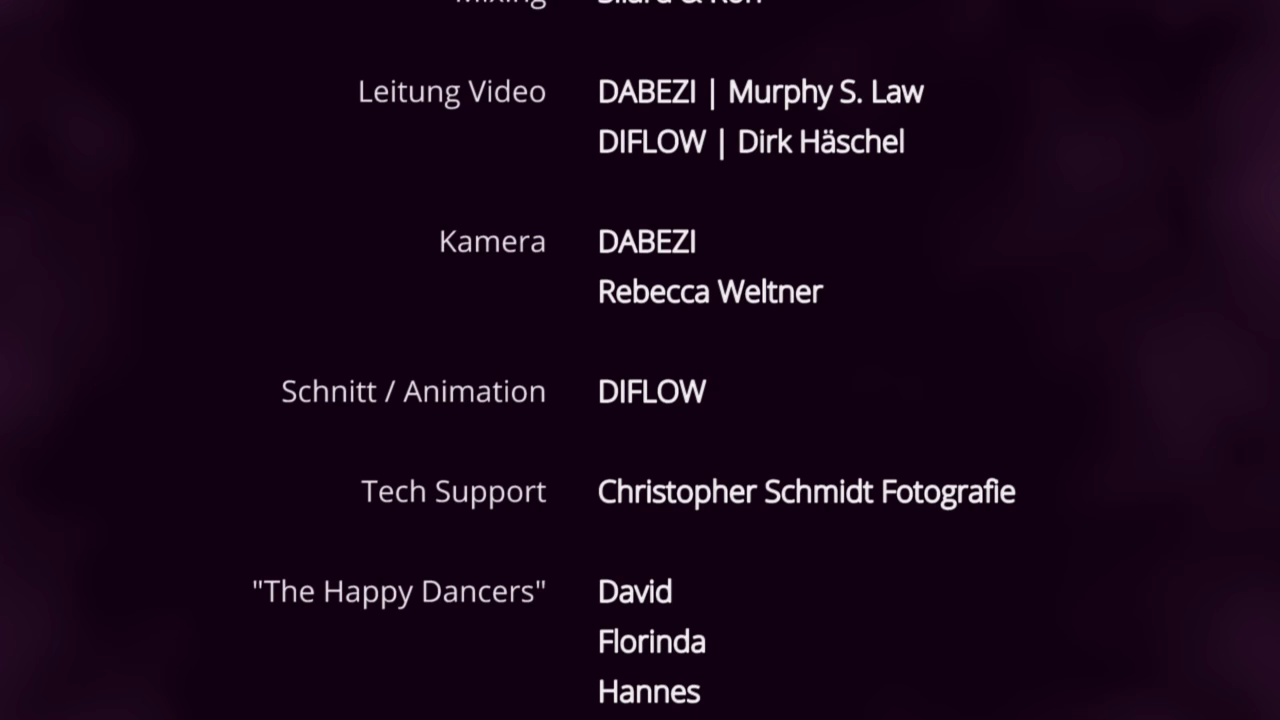 Mixing
Leitung Video DABEZI | Murphy S. Law
DIFLOW | Dirk Häschel
Kamera DABEZI
Rebecca Weltner
Schnitt / Animation DIFLOW
Tech Support Christopher Schmidt Fotografie
"The Happy Dancers" David
Florinda
Hannes